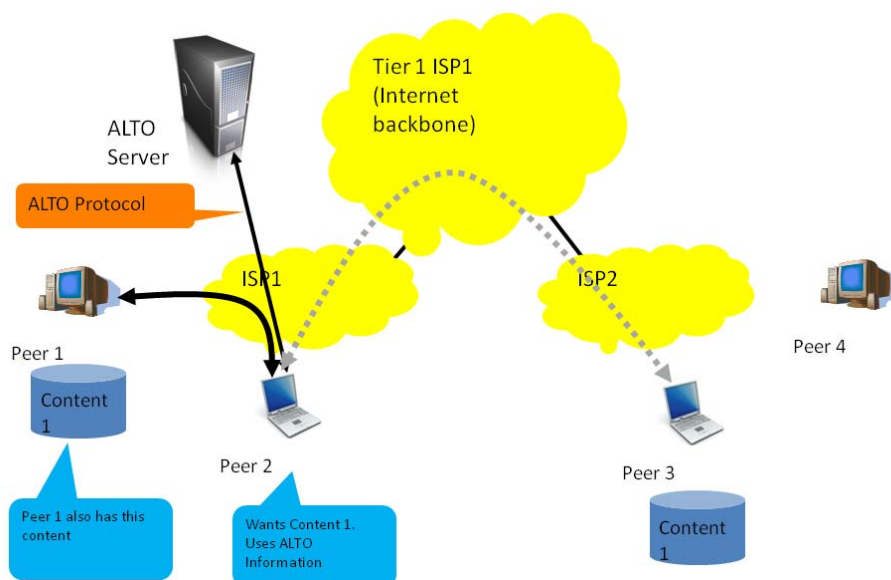 Tier 1 ISP1
(Internet
backbone)
ALTO
Server
ALTO Protocol
ISP1
ISP2
Peer 1
Peer 4
Content
1
Peer 2
Peer 3
Peer 1 also has this
content
Wants Content 1.
Uses ALTO
Information
Content
1